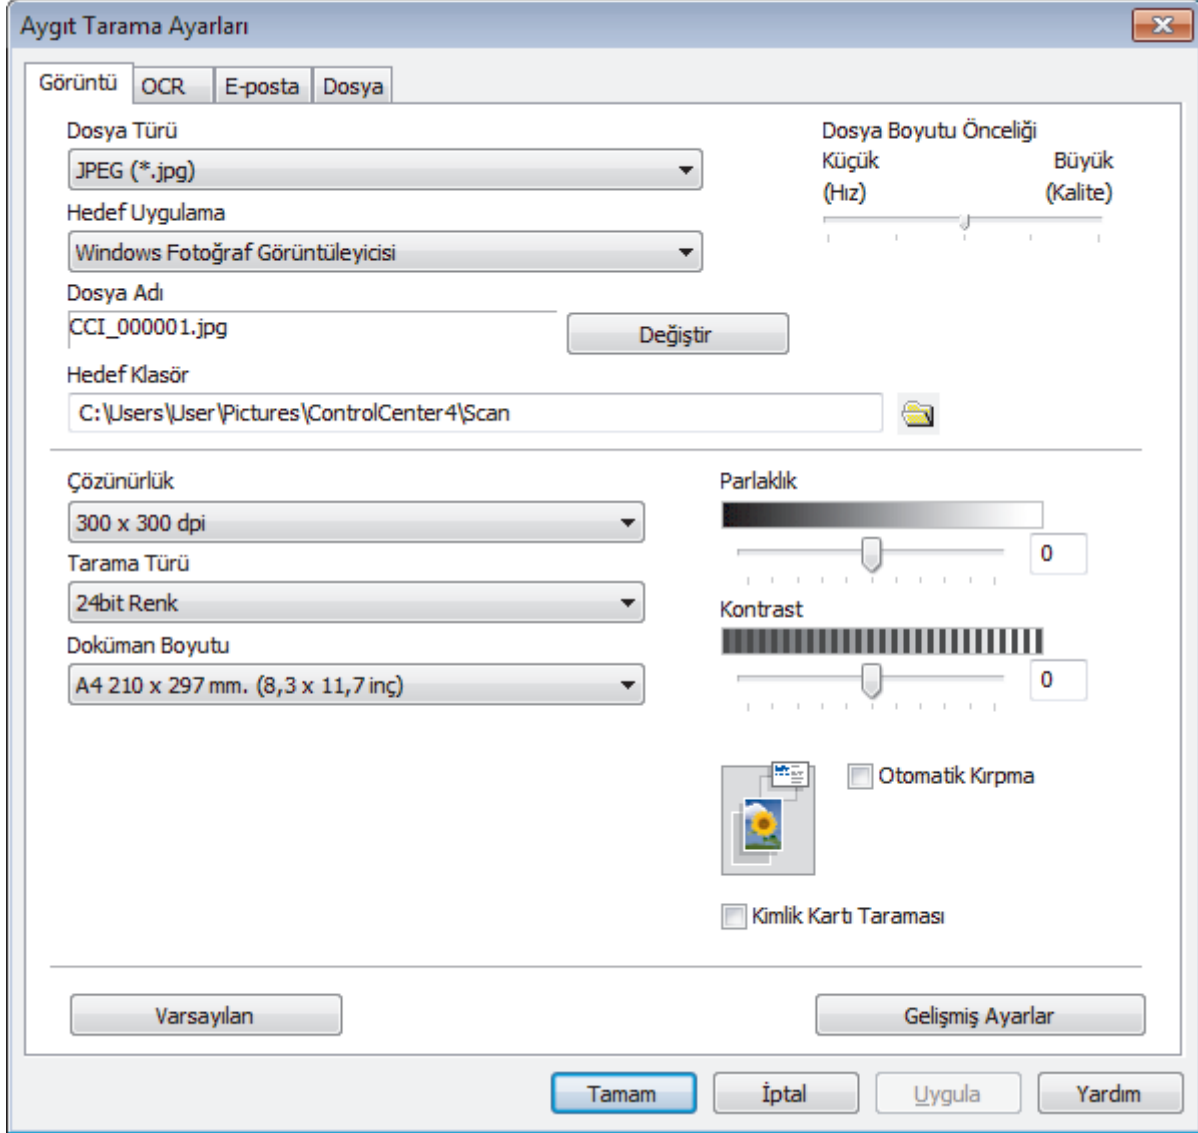 Aygıt Tarama Ayarları
Görüntü OCR E-posta Dosya
Dosya Türü
JPEG (*.jpg)
Hedef Uygulama
Windows Fotoğraf Görüntüleyicisi
Dosya Adı
CCI_000001.jpg
Değiştir
Hedef Klasör
C:\Users\User\Pictures\ControlCenter4\Scan
Dosya Boyutu Önceliği
Küçük Büyük
(Hız) (Kalite)
Çözünürlük
300 x 300 dpi
Tarama Türü
24bit Renk
Doküman Boyutu
A4 210 x 297 mm. (8,3 x 11,7 inç)
Parlaklık
0
Kontrast
0
Otomatik Kırpma
Kimlik Kartı Taraması
Varsayılan Gelişmiş Ayarlar
Tamam İptal Uygula Yardım